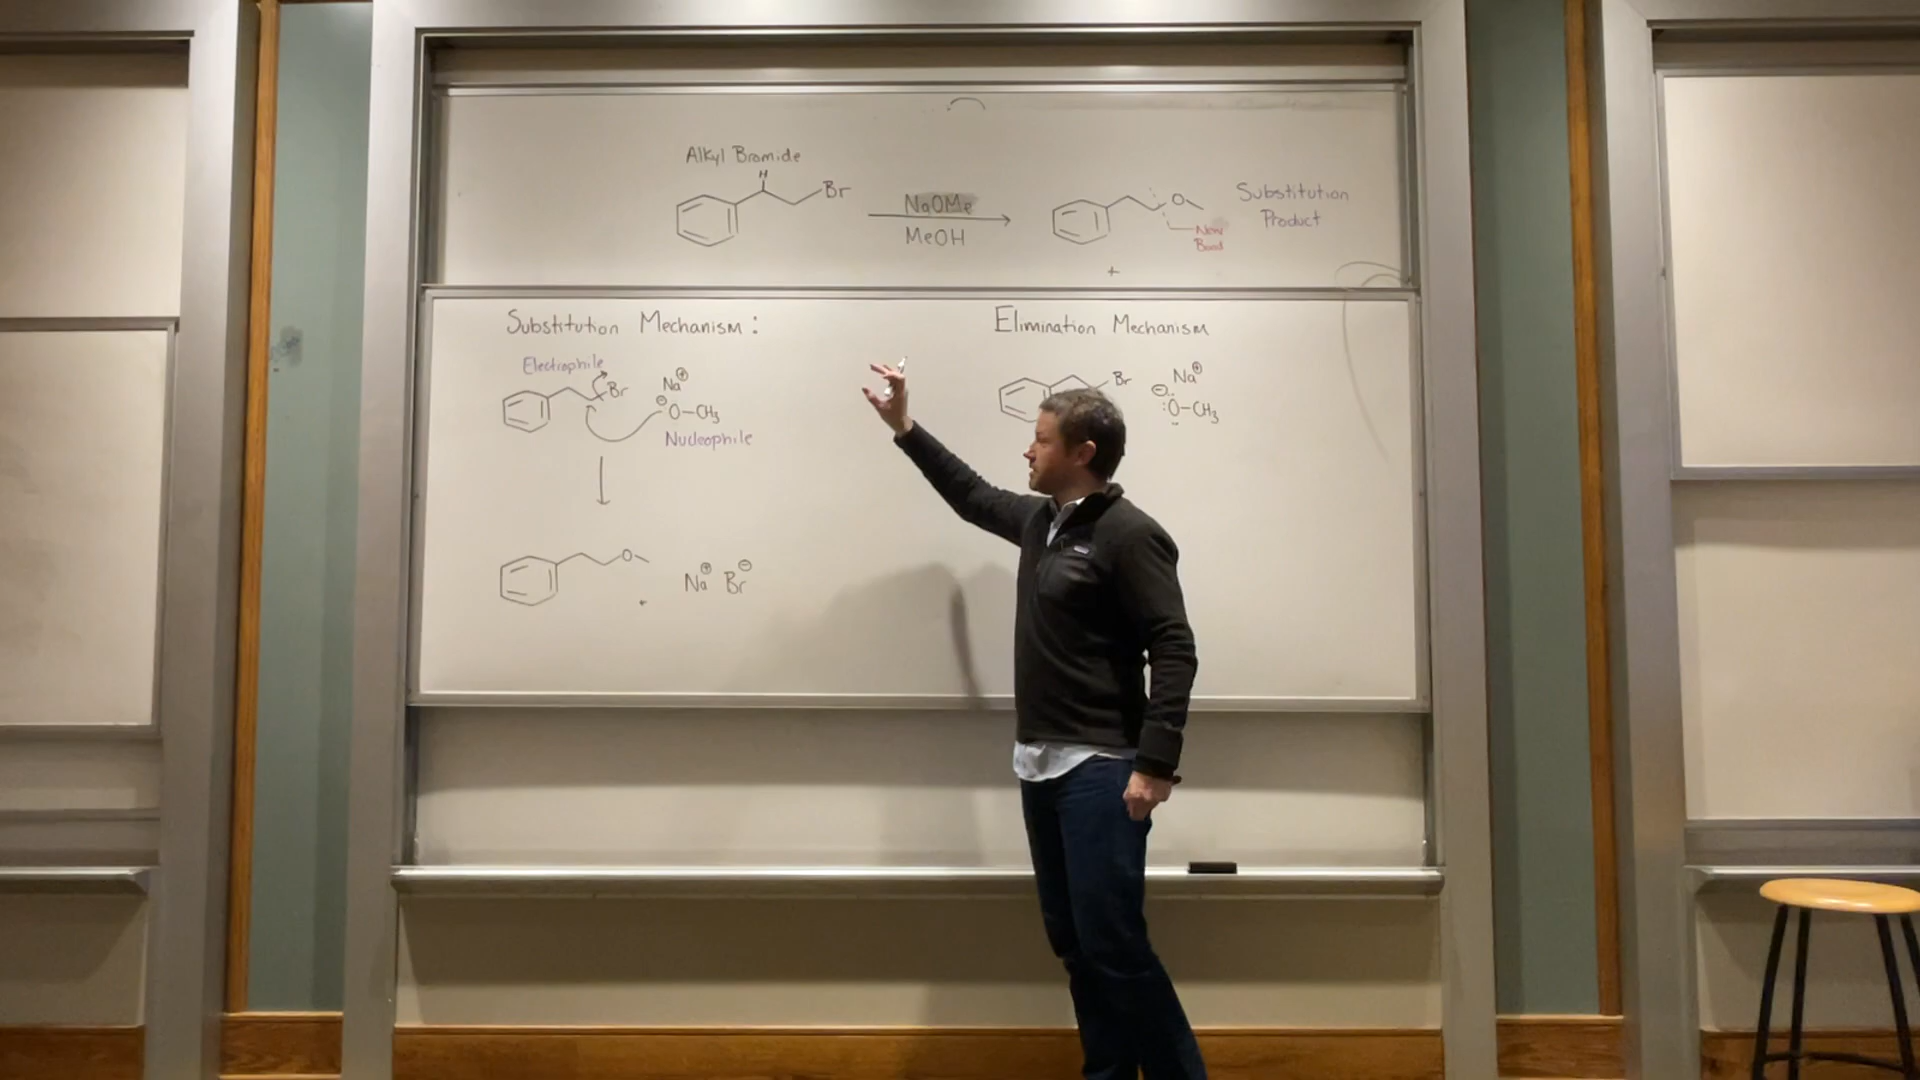 Alkyl Bromide
H
Br
NaOMe
MeOH
O
New
Bond
Substitution
Product
+
Substitution Mechanism:
Electrophile
Br
Na⊕
⊖
O-CH3
Nucleophile
O
+
Na⊕ Br⊖
Elimination Mechanism
Br
Na⊕
⊖
:Ö-CH3